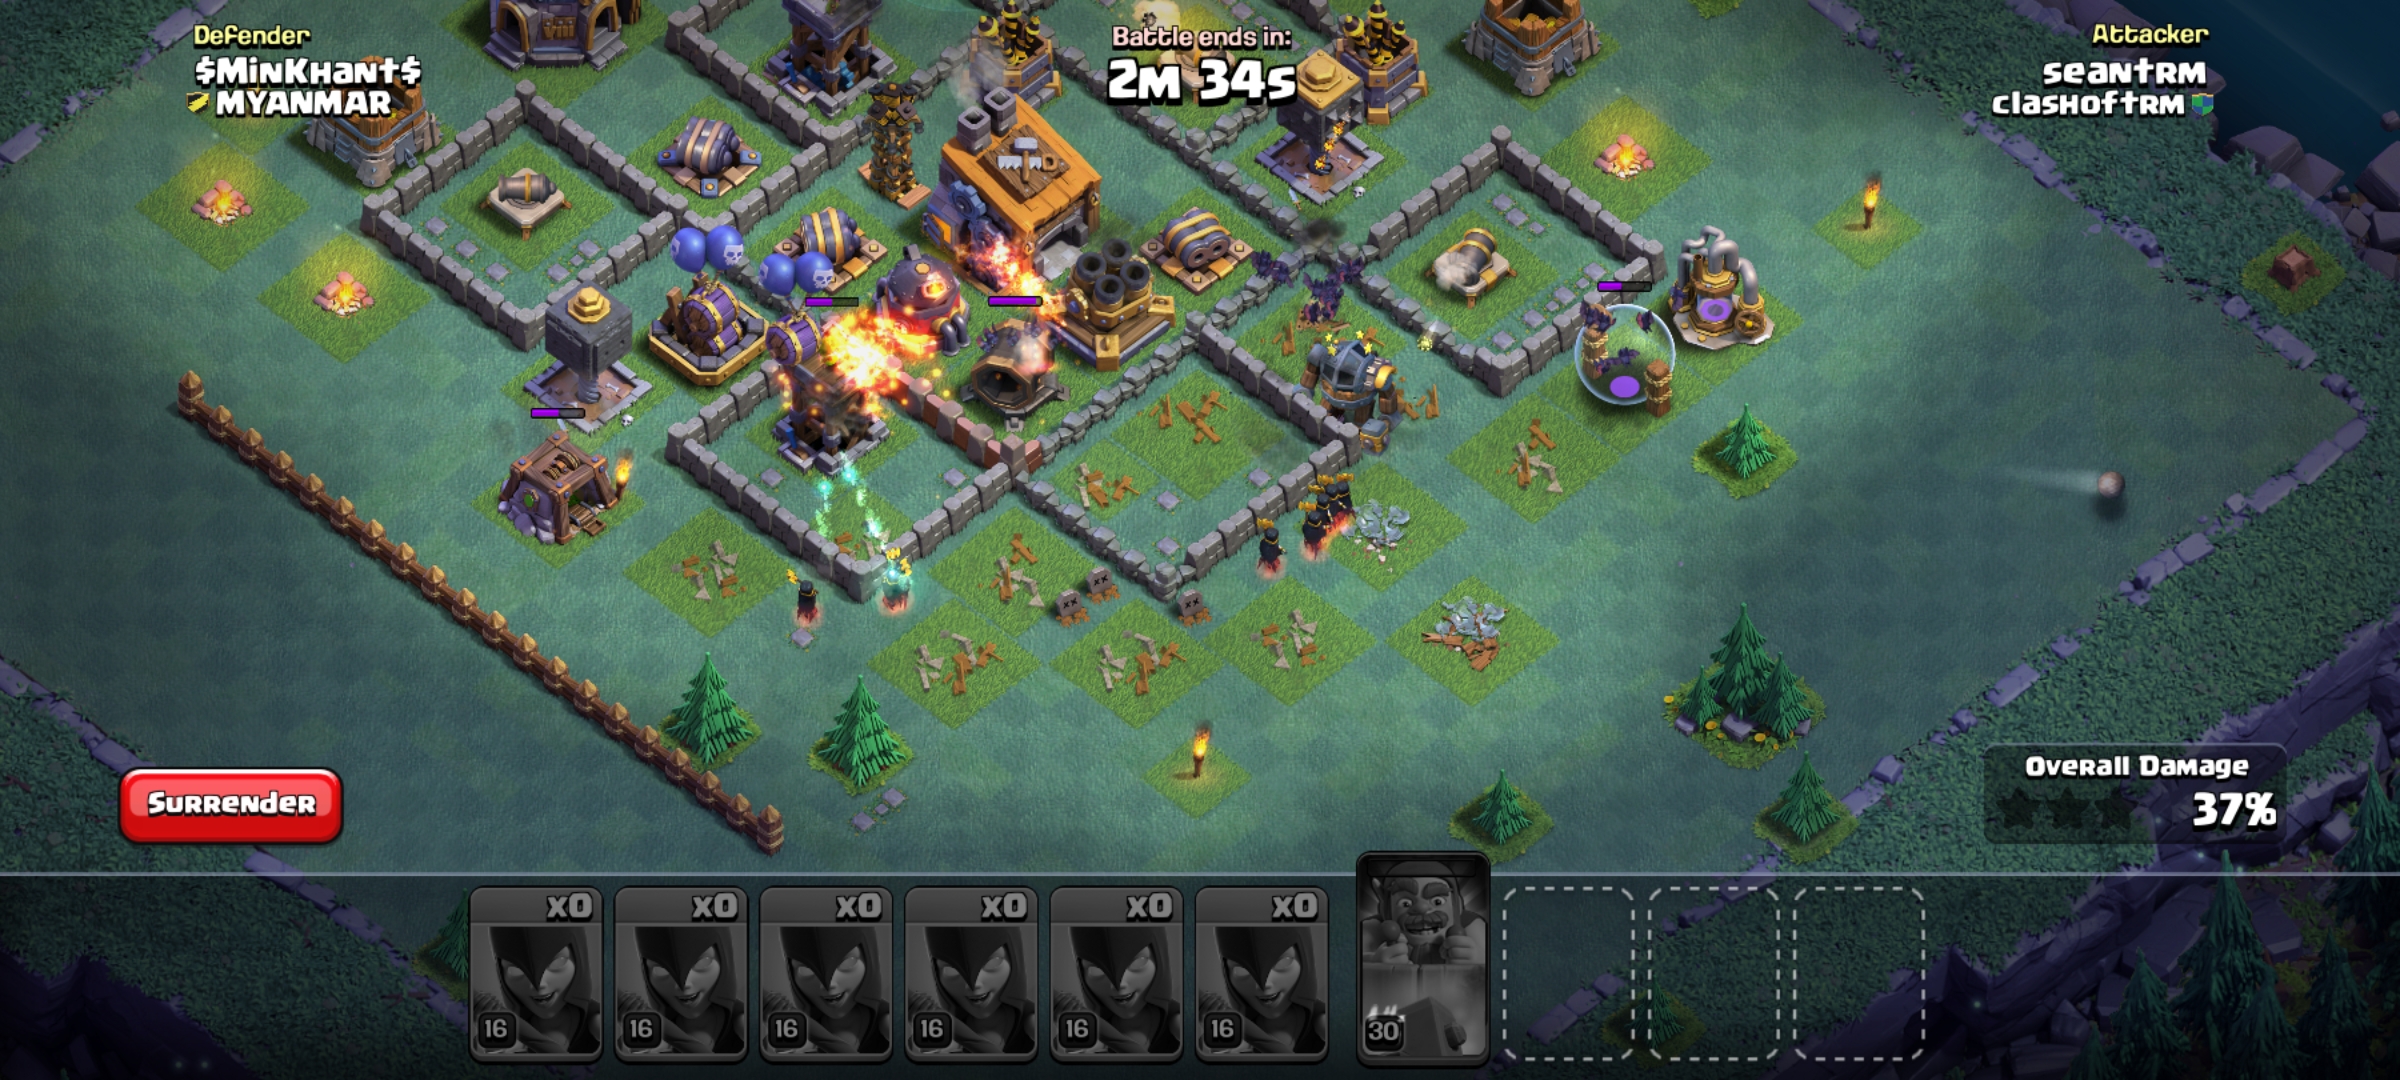 Defender
$MinKhant$
MYANMAR
Battle ends in:
2M 34s
Attacker
seantRM
clashoftRM
VIII
Surrender
Overall Damage
37%
x0
x0
x0
x0
x0
x0
16
16
16
16
16
16
30